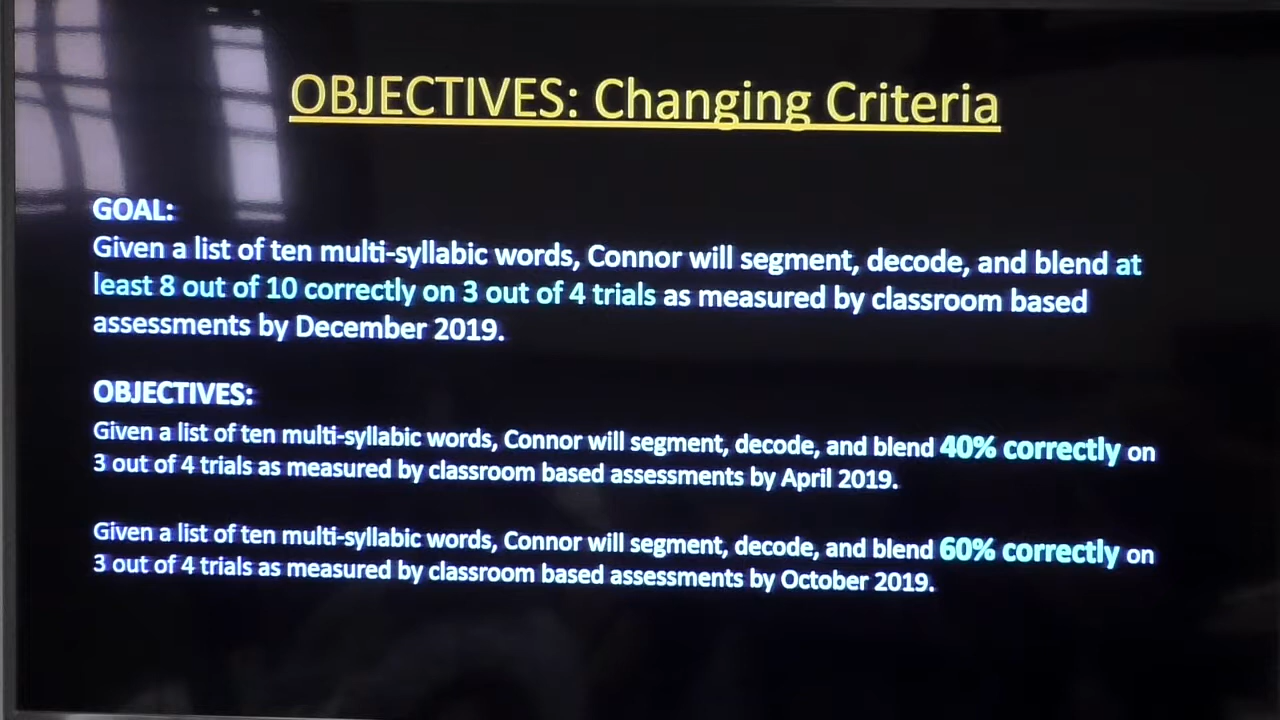 OBJECTIVES: Changing Criteria
GOAL:
Given a list of ten multi-syllabic words, Connor will segment, decode, and blend at
least 8 out of 10 correctly on 3 out of 4 trials as measured by classroom based
assessments by December 2019.
OBJECTIVES:
Given a list of ten multi-syllabic words, Connor will segment, decode, and blend 40% correctly on
3 out of 4 trials as measured by classroom based assessments by April 2019.
Given a list of ten multi-syllabic words, Connor will segment, decode, and blend 60% correctly on
3 out of 4 trials as measured by classroom based assessments by October 2019.